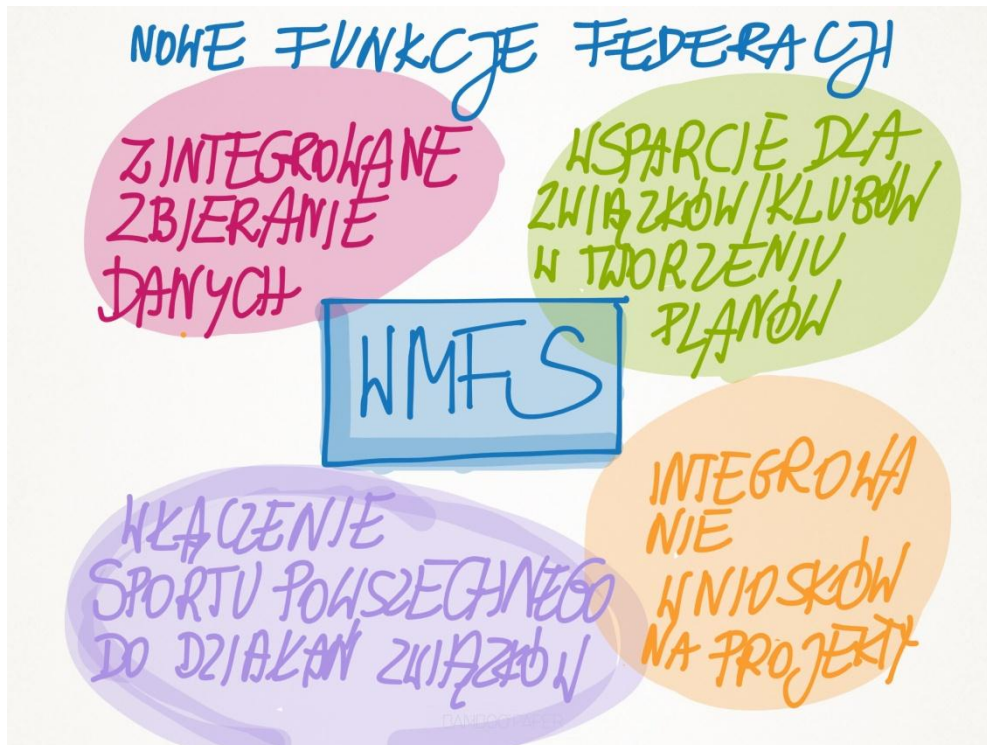 NOWE FUNKCJE FEDERACJI
ZINTEGROWANE
ZBIERANIE
DANYCH
WSPARCIE DLA
ZWIĄZKÓW/KLUBÓW
W TWORZENIU
PLANÓW
WMFS
WŁĄCZENIE
SPORTU POWSZECHNEGO
DO DZIAŁAŃ ZWIĄZKÓW
INTEGROWA
NIE
WNIOSKÓW
NA PROJEKTY